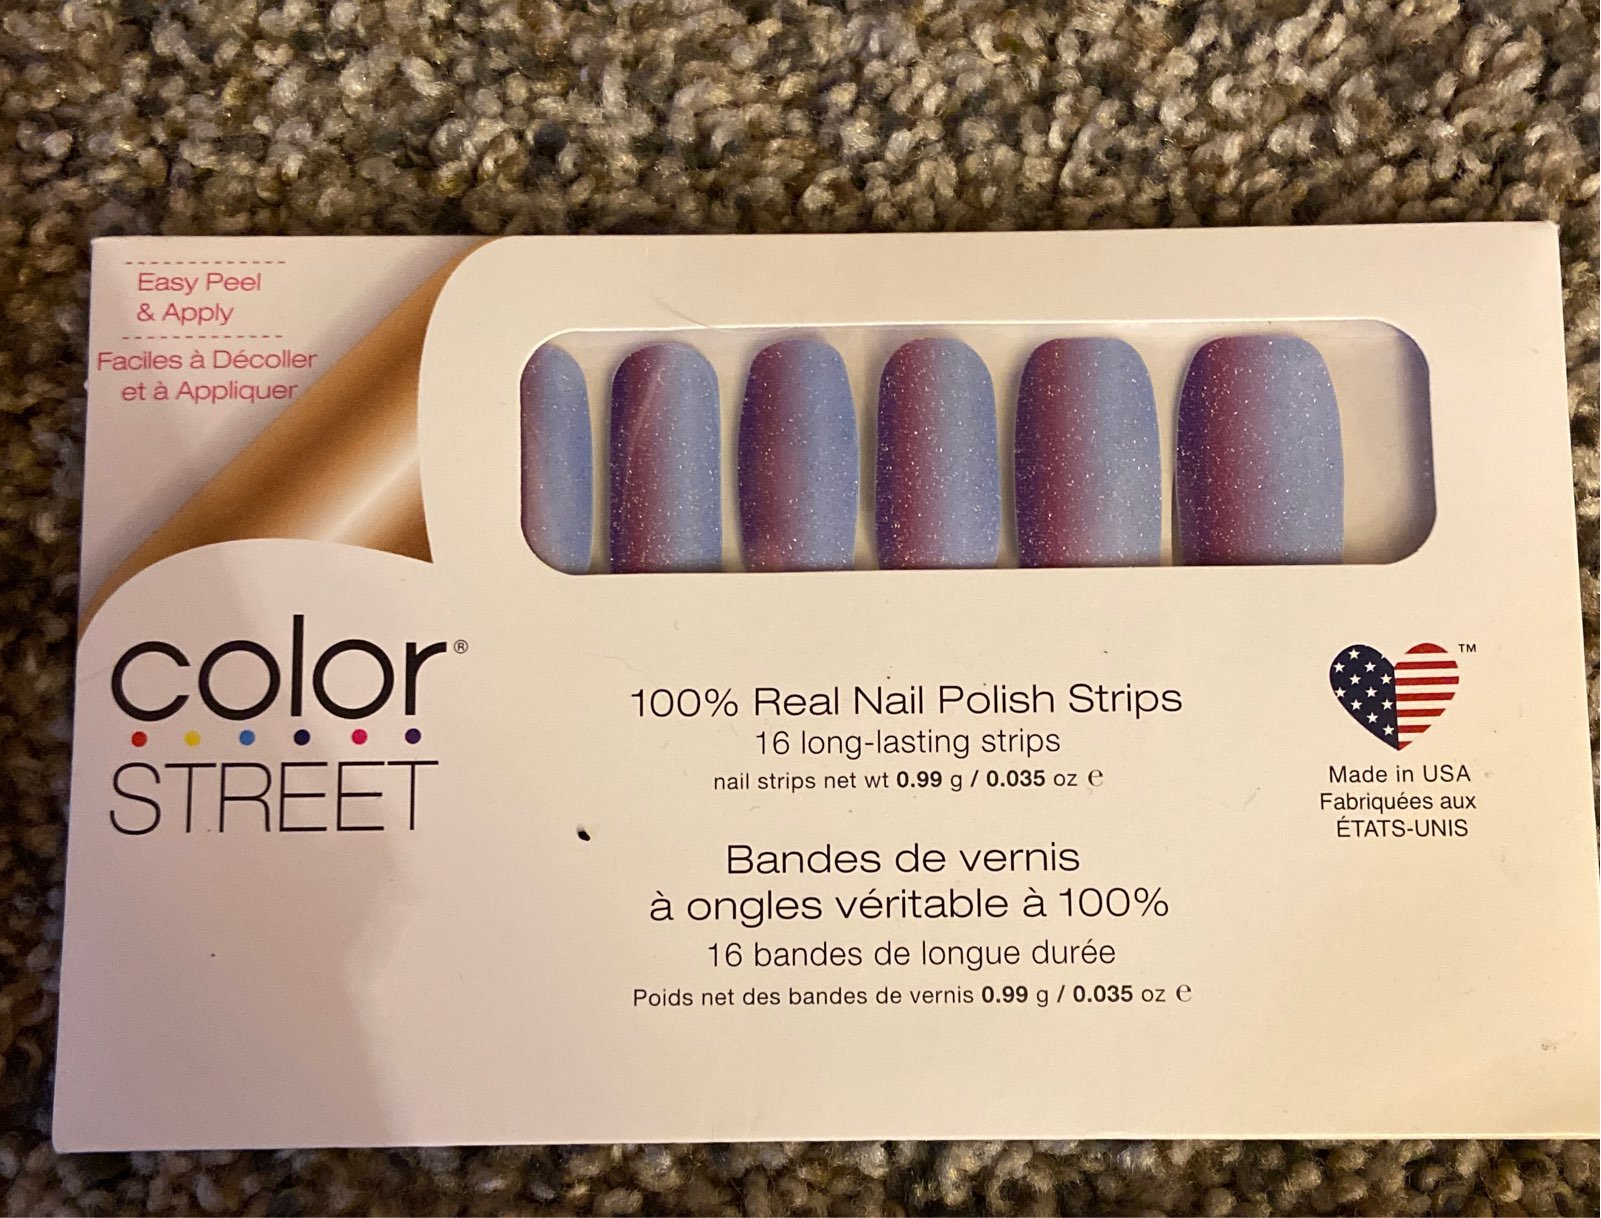 Easy Peel
& Apply
Faciles à Décoller
et à Appliquer
color®
STREET
100% Real Nail Polish Strips
16 long-lasting strips
nail strips net wt 0.99 g / 0.035 oz ℮
Bandes de vernis
à ongles véritable à 100%
16 bandes de longue durée
Poids net des bandes de vernis 0.99 g / 0.035 oz ℮
TM
Made in USA
Fabriquées aux
ÉTATS-UNIS